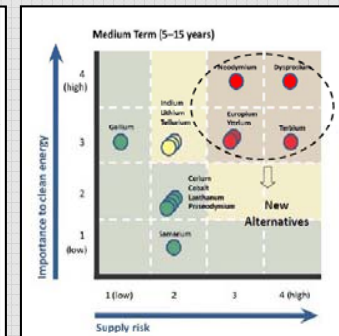 Medium Term [5–15 years]
Importance to clean energy
4
(high)
3
2
1
(low)
Neodymium
Dysprosium
Indium
Lithium
Tellurium
Gallium
Europium
Yttrium
Terbium
Cerium
Cobalt
Lanthanum
Praseodymium
New
Alternatives
Samarium
1 (low)
2
3
4 (high)
Supply risk